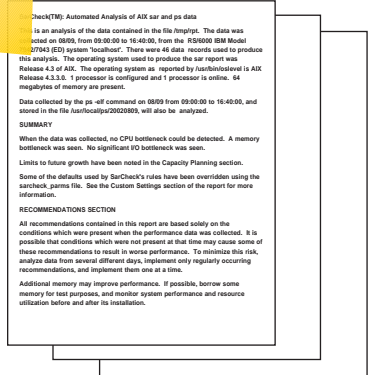 SarCheck(TM): Automated Analysis of AIX sar and ps data
This is an analysis of the data contained in the file /tmp/rpt. The data was
collected on 08/09, from 09:00:00 to 16:40:00, from the RS/6000 IBM Model
7042/7043 (ED) system 'localhost'. There were 46 data records used to produce
this analysis. The operating system used to produce the sar report was
Release 4.3 of AIX. The operating system as reported by /usr/bin/oslevel is AIX
Release 4.3.3.0. 1 processor is configured and 1 processor is online. 64
megabytes of memory are present.
Data collected by the ps -elf command on 08/09 from 09:00:00 to 16:40:00, and
stored in the file /usr/local/ps/20020809, will also be analyzed.
SUMMARY
When the data was collected, no CPU bottleneck could be detected. A memory
bottleneck was seen. No significant I/O bottleneck was seen.
Limits to future growth have been noted in the Capacity Planning section.
Some of the defaults used by SarCheck's rules have been overridden using the
sarcheck_parms file. See the Custom Settings section of the report for more
information.
RECOMMENDATIONS SECTION
All recommendations contained in this report are based solely on the
conditions which were present when the performance data was collected. It is
possible that conditions which were not present at that time may cause some of
these recommendations to result in worse performance. To minimize this risk,
analyze data from several different days, implement only regularly occurring
recommendations, and implement them one at a time.
Additional memory may improve performance. If possible, borrow some
memory for test purposes, and monitor system performance and resource
utilization before and after its installation.